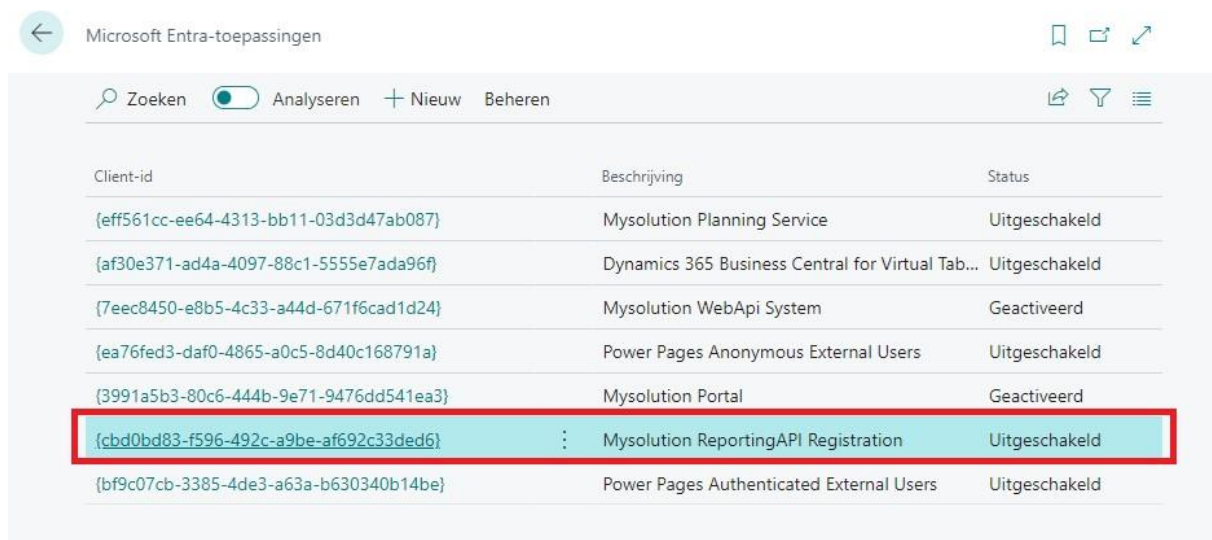 Microsoft Entra-toepassingen
Zoeken Analyseren + Nieuw Beheren
Client-id Beschrijving Status
{eff561cc-ee64-4313-bb11-03d3d47ab087} Mysolution Planning Service Uitgeschakeld
{af30e371-ad4a-4097-88c1-5555e7ada96f} Dynamics 365 Business Central for Virtual Tab... Uitgeschakeld
{7eec8450-e8b5-4c33-a44d-671f6cad1d24} Mysolution WebApi System Geactiveerd
{ea76fed3-daf0-4865-a0c5-8d40c168791a} Power Pages Anonymous External Users Uitgeschakeld
{3991a5b3-80c6-444b-9e71-9476dd541ea3} Mysolution Portal Geactiveerd
{cbd0bd83-f596-492c-a9be-af692c33ded6} Mysolution ReportingAPI Registration Uitgeschakeld
{bf9c07cb-3385-4de3-a63a-b630340b14be} Power Pages Authenticated External Users Uitgeschakeld